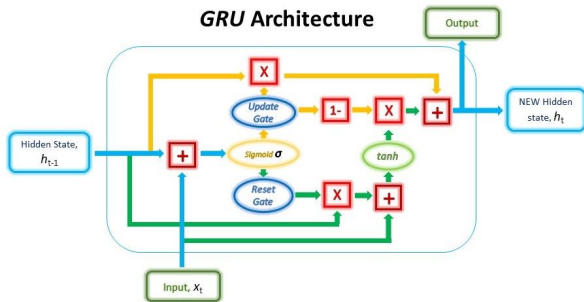 GRU Architecture
Output
X
Update
Gate
1-
X
+
NEW Hidden
state, ht
Hidden State,
ht-1
+
Sigmoid σ
tanh
Reset
Gate
X
+
Input, xt